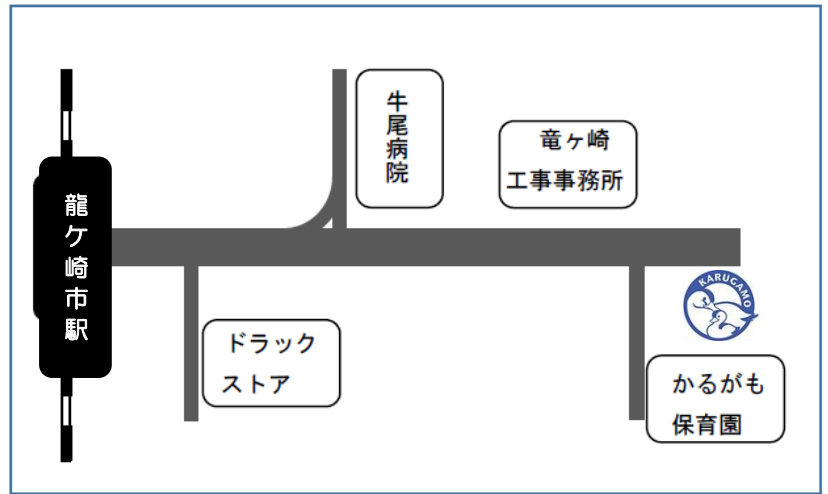 龍ケ崎市駅
牛尾病院
竜ヶ崎
工事事務所
ドラック
ストア
KARUGAMO
かるがも
保育園